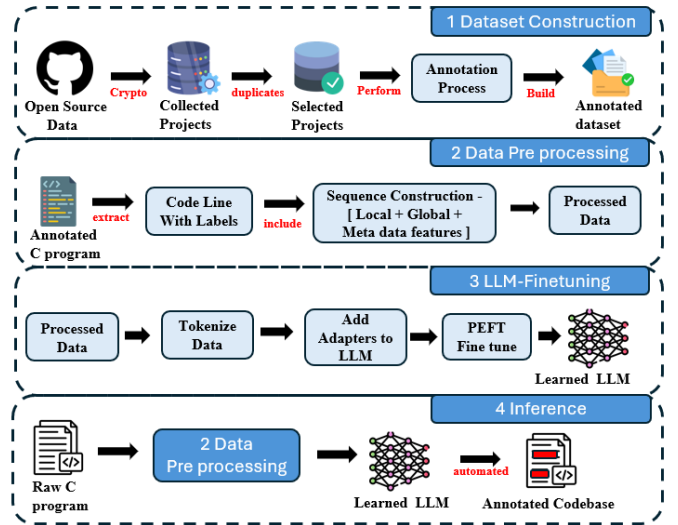 1 Dataset Construction
Open Source
Data
Crypto
Collected
Projects
duplicates
Selected
Projects
Perform
Annotation
Process
Build
Annotated
dataset
2 Data Pre processing
Annotated
C program
extract
Code Line
With Labels
include
Sequence Construction -
[ Local + Global +
Meta data features ]
Processed
Data
3 LLM-Finetuning
Processed
Data
Tokenize
Data
Add
Adapters to
LLM
PEFT
Fine tune
Learned LLM
4 Inference
Raw C
program
2 Data
Pre processing
Learned LLM
automated
Annotated Codebase